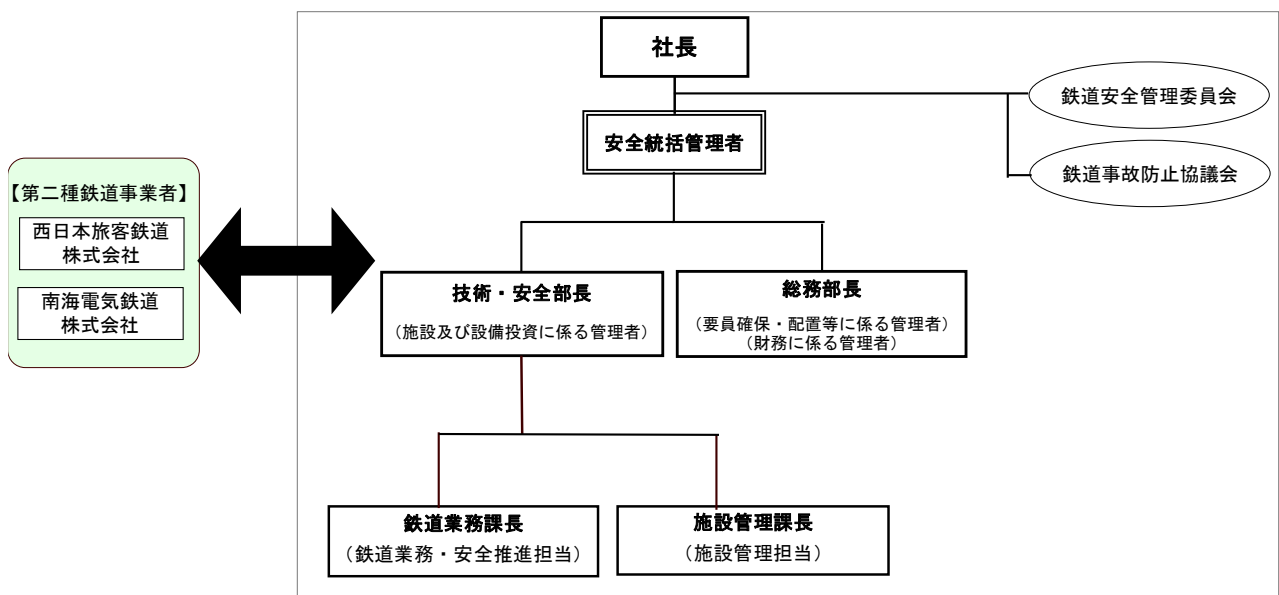 社長
鉄道安全管理委員会
安全統括管理者
鉄道事故防止協議会
【第二種鉄道事業者】
西日本旅客鉄道
株式会社
南海電気鉄道
株式会社
技術・安全部長
（施設及び設備投資に係る管理者）
総務部長
（要員確保・配置等に係る管理者）
（財務に係る管理者）
鉄道業務課長
（鉄道業務・安全推進担当）
施設管理課長
（施設管理担当）